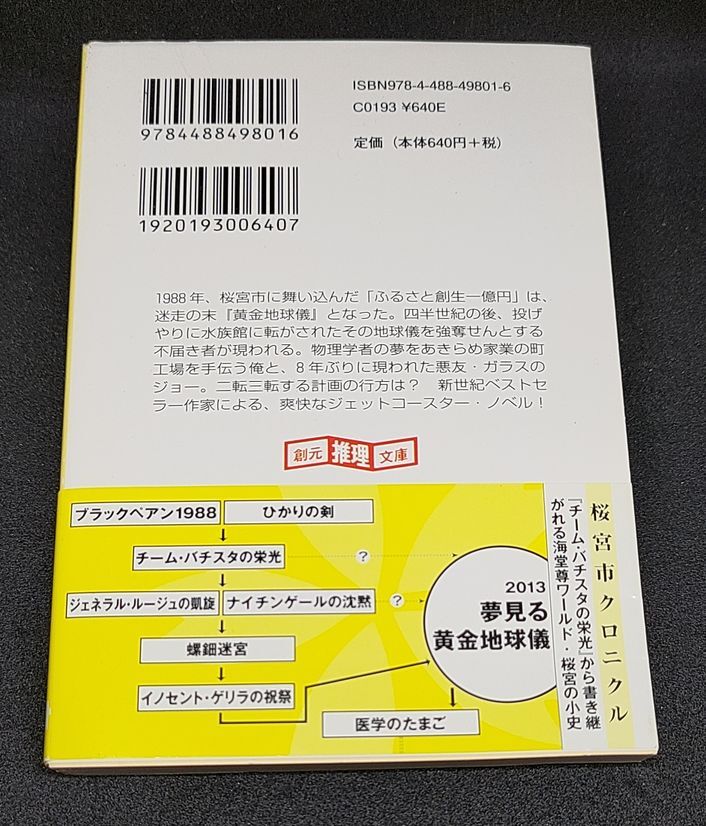 9784488498016
ISBN978-4-488-49801-6
C0193 ¥640E
定価（本体640円＋税）
1920193006407
1988年、桜宮市に舞い込んだ「ふるさと創生一億円」は、
迷走の末『黄金地球儀』となった。四半世紀の後、投げ
やりに水族館に転がされたその地球儀を強奪せんとする
不届き者が現われる。物理学者の夢をあきらめ家業の町
工場を手伝う俺と、8年ぶりに現われた悪友・ガラスの
ジョー。二転三転する計画の行方は？　新世紀ベストセ
ラー作家による、爽快なジェットコースター・ノベル！
創元推理文庫
桜宮市クロニクル
『チーム・バチスタの栄光』から書き継
がれる海堂尊ワールド・桜宮の小史
ブラックペアン1988
ひかりの剣
チーム・バチスタの栄光
?
ジェネラル・ルージュの凱旋
ナイチンゲールの沈黙
?
2013
夢見る
黄金地球儀
螺鈿迷宮
イノセント・ゲリラの祝祭
医学のたまご